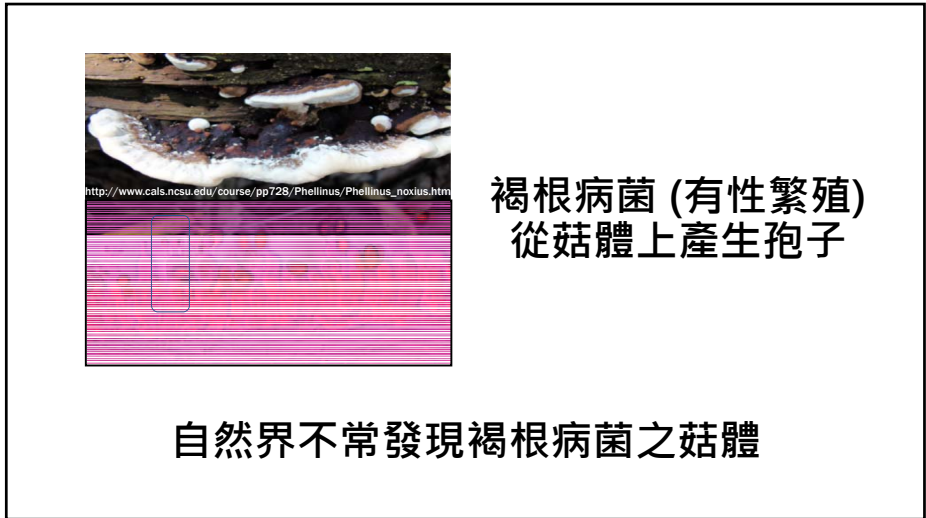 http://www.cals.ncsu.edu/course/pp728/Phellinus/Phellinus_noxius.htm
褐根病菌 (有性繁殖)
從菇體上產生孢子
自然界不常發現褐根病菌之菇體